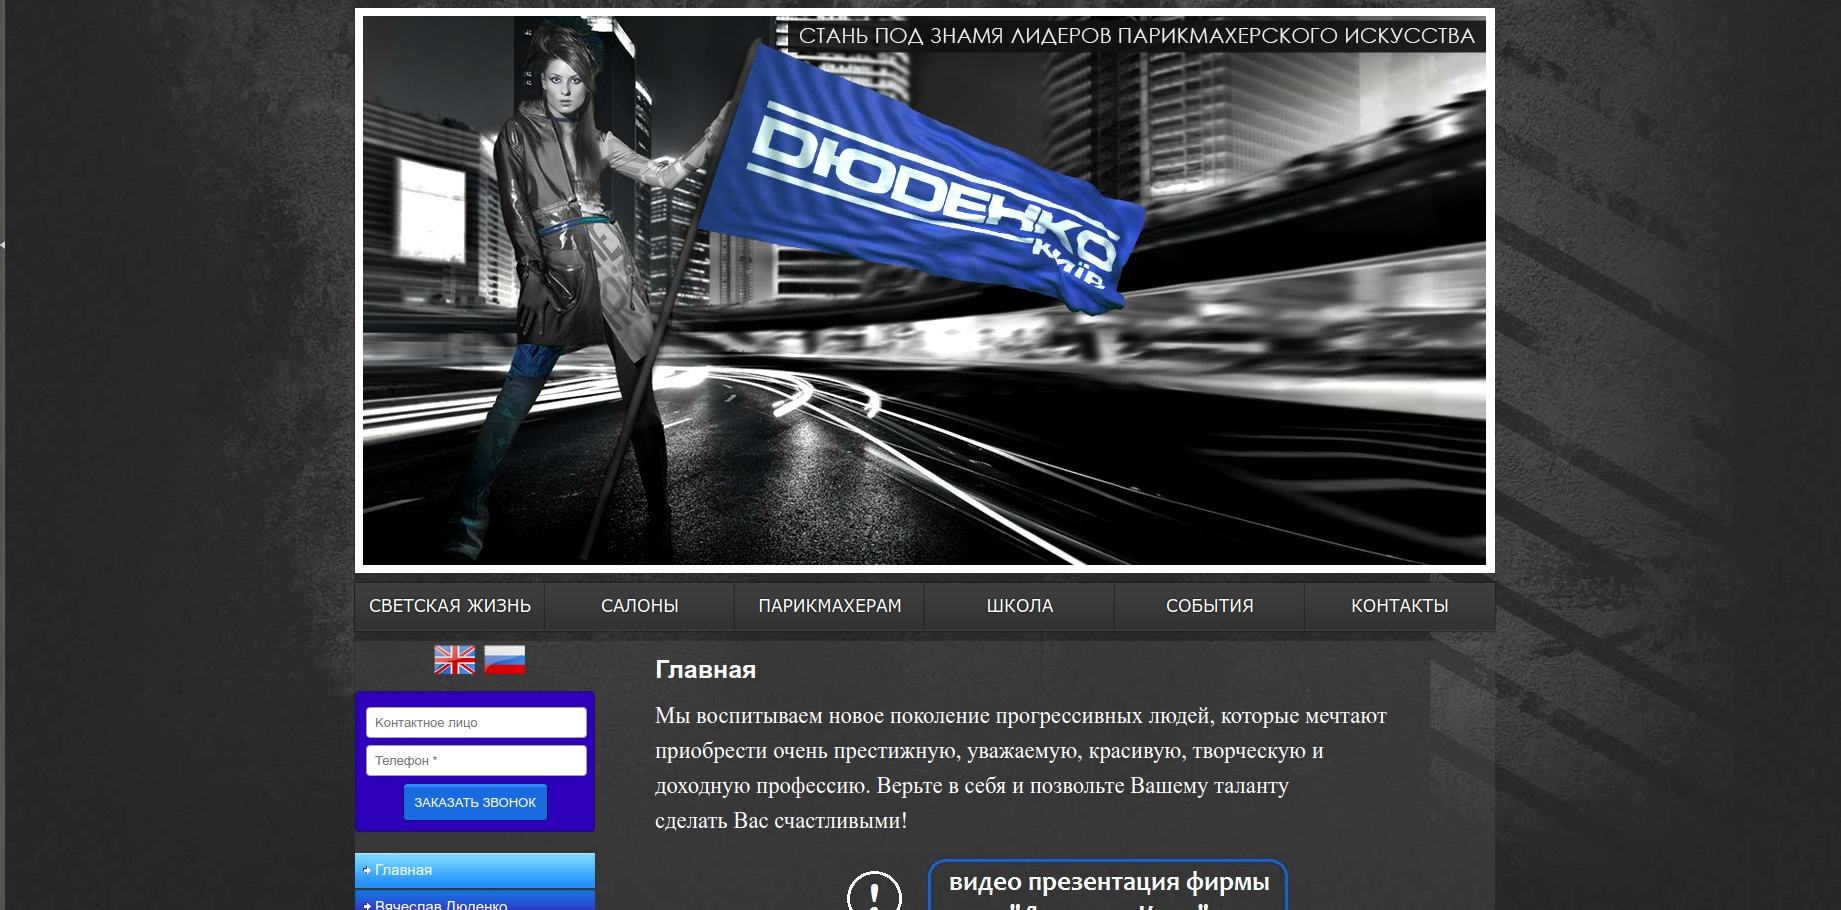 СТАНЬ ПОД ЗНАМЯ ЛИДЕРОВ ПАРИКМАХЕРСКОГО ИСКУССТВА
ДЮДЕНКО
КИЇВ
СВЕТСКАЯ ЖИЗНЬ
САЛОНЫ
ПАРИКМАХЕРАМ
ШКОЛА
СОБЫТИЯ
КОНТАКТЫ
Контактное лицо
Телефон *
ЗАКАЗАТЬ ЗВОНОК
Главная
Вячеслав Дюденко
Главная
Мы воспитываем новое поколение прогрессивных людей, которые мечтают
приобрести очень престижную, уважаемую, красивую, творческую и
доходную профессию. Верьте в себя и позвольте Вашему таланту
сделать Вас счастливыми!
!
видео презентация фирмы